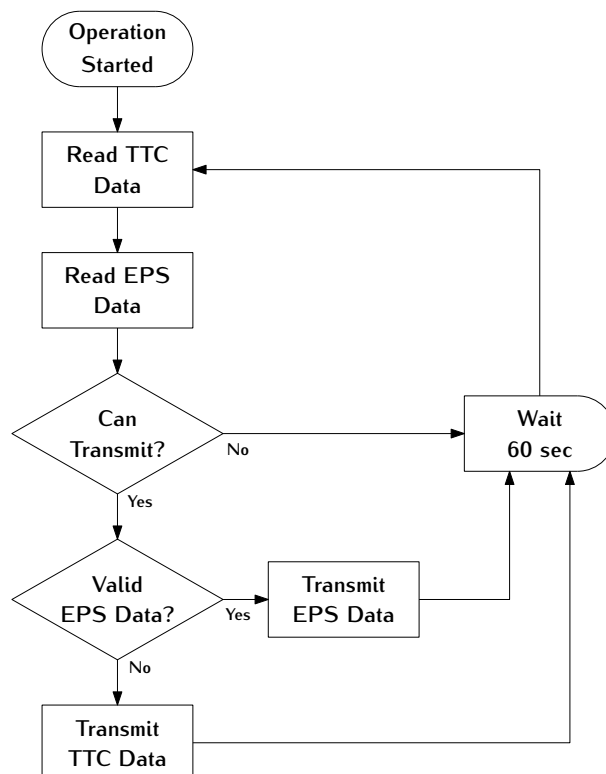 Operation
Started
Read TTC
Data
Read EPS
Data
Can
Transmit?
No
Wait
60 sec
Yes
Valid
EPS Data?
Yes
Transmit
EPS Data
No
Transmit
TTC Data